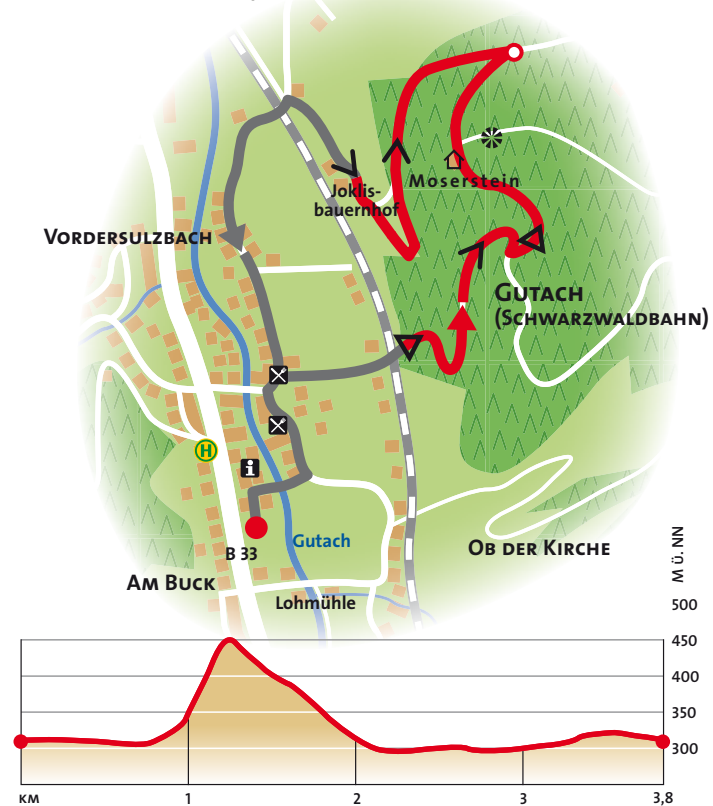 Joklis-
bauernhof
Moserstein
VORDERSULZBACH
GUTACH
(SCHWARZWALDBAHN)
H
i
Gutach
B 33
OB DER KIRCHE
AM BUCK
Lohmühle
M Ü. NN
500
450
400
350
300
KM
1
2
3
3,8